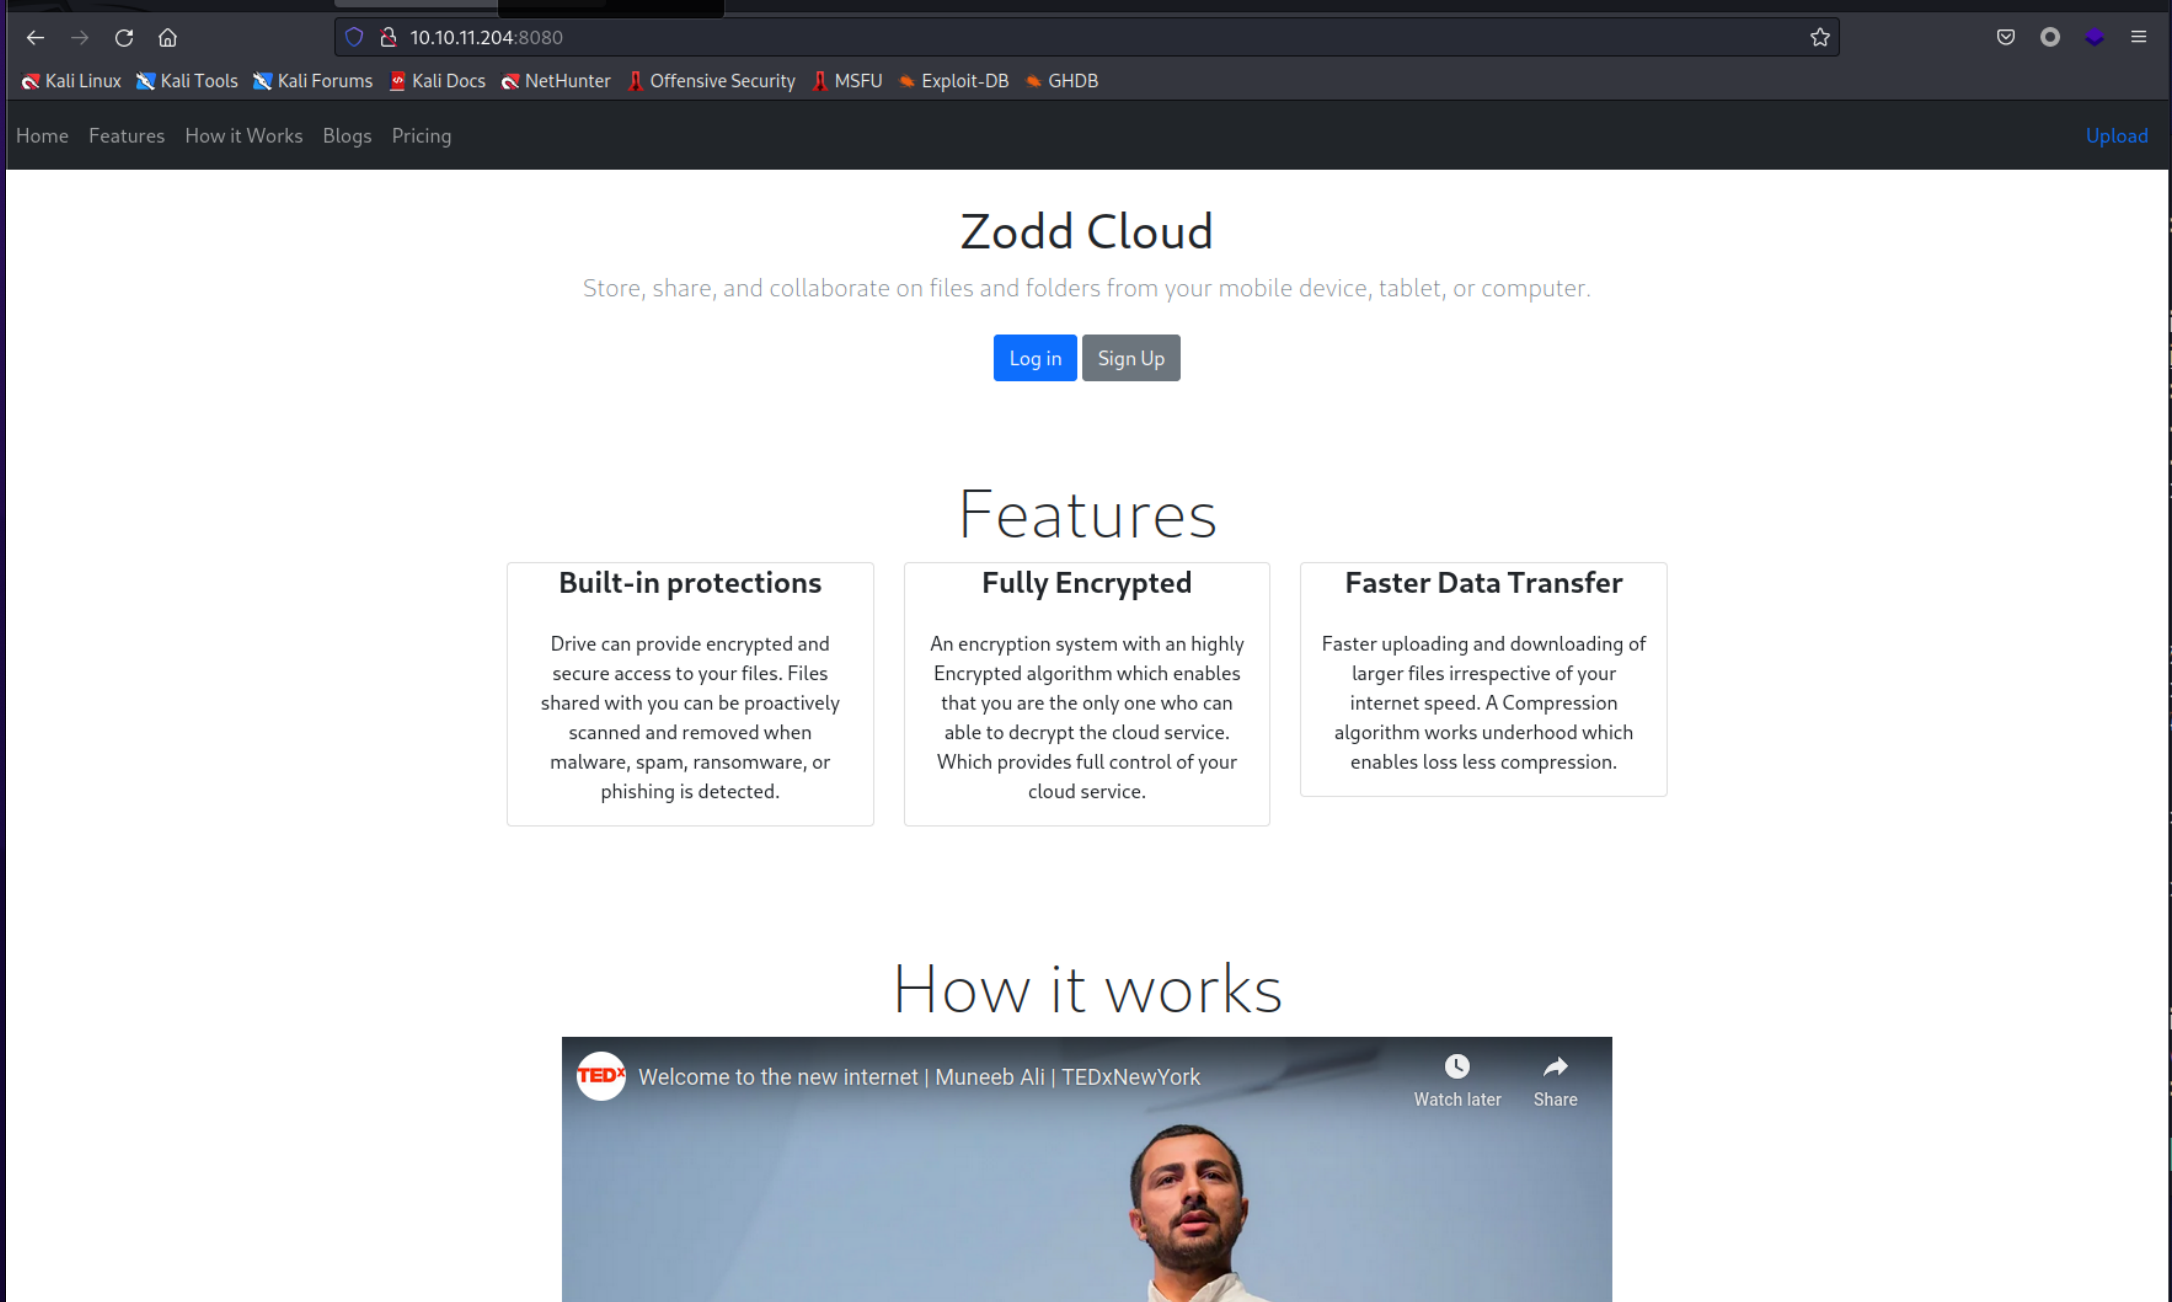 10.10.11.204:8080
Kali Linux Kali Tools Kali Forums Kali Docs NetHunter Offensive Security MSFU Exploit-DB GHDB
Home Features How it Works Blogs Pricing Upload
Zodd Cloud
Store, share, and collaborate on files and folders from your mobile device, tablet, or computer.
Log in Sign Up
Features
Built-in protections
Drive can provide encrypted and
secure access to your files. Files
shared with you can be proactively
scanned and removed when
malware, spam, ransomware, or
phishing is detected.
Fully Encrypted
An encryption system with an highly
Encrypted algorithm which enables
that you are the only one who can
able to decrypt the cloud service.
Which provides full control of your
cloud service.
Faster Data Transfer
Faster uploading and downloading of
larger files irrespective of your
internet speed. A Compression
algorithm works underhood which
enables loss less compression.
How it works
TEDx Welcome to the new internet | Muneeb Ali | TEDxNewYork
Watch later Share